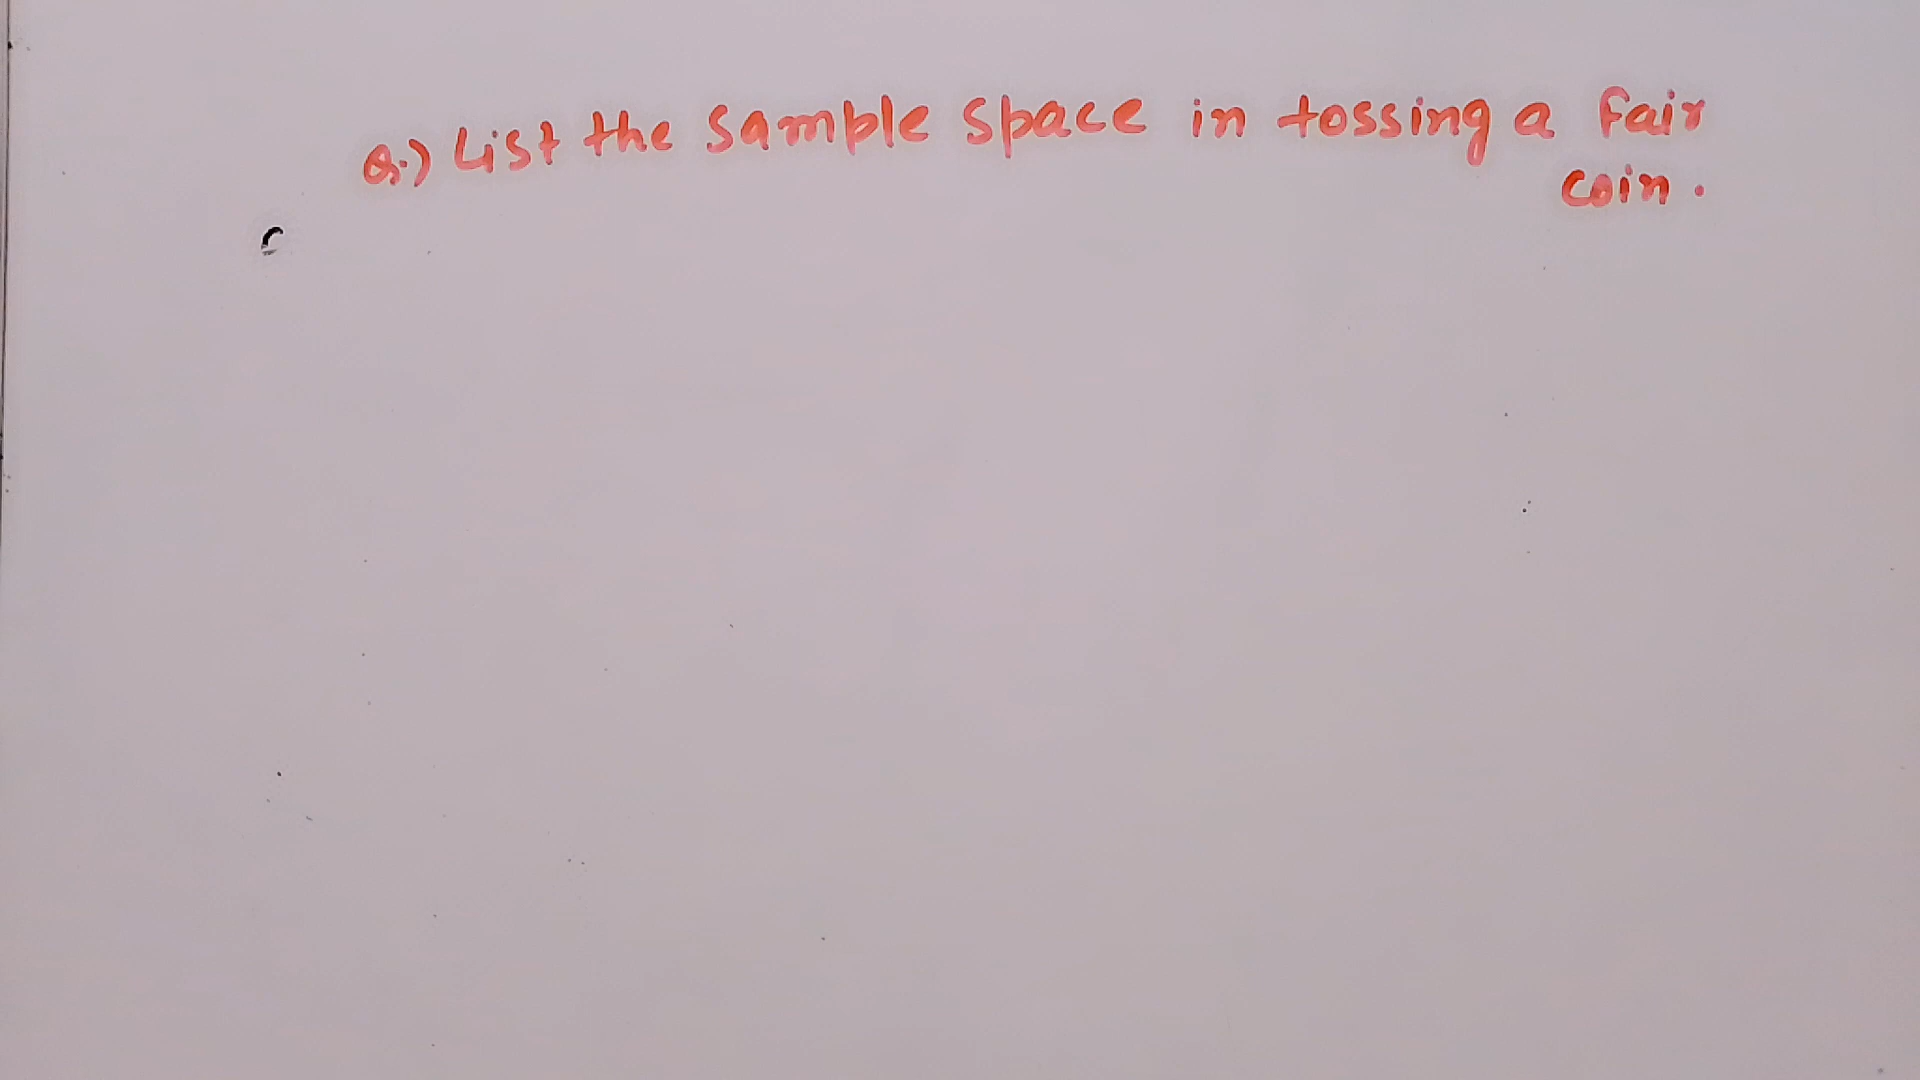 Q.) List the sample space in tossing a fair
coin.